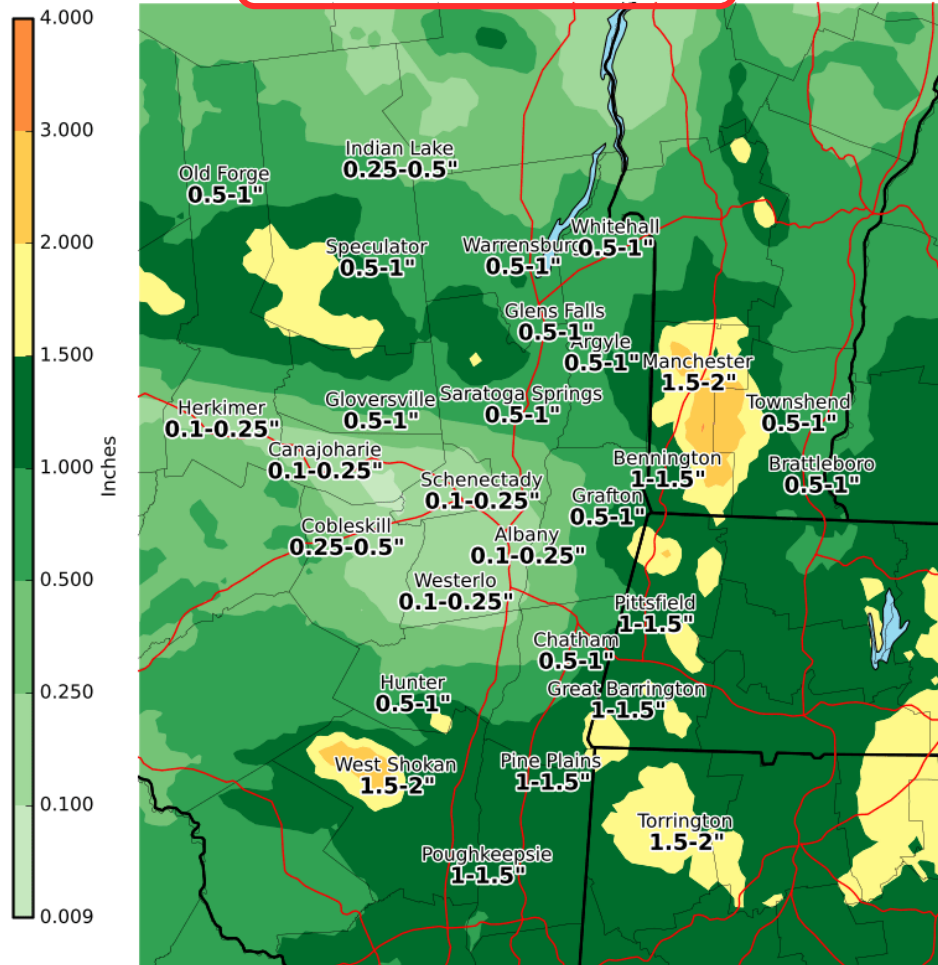 4.000
3.000
2.000
1.500
1.000
0.500
0.250
0.100
0.009
Inches
Indian Lake
0.25-0.5"
Old Forge
0.5-1"
Speculator
0.5-1"
Warrensburg
0.5-1"
Whitehall
0.5-1"
Glens Falls
0.5-1"
Argyle
0.5-1"
Manchester
1.5-2"
Herkimer
0.1-0.25"
Gloversville
0.5-1"
Saratoga Springs
0.5-1"
Townshend
0.5-1"
Canajoharie
0.1-0.25"
Schenectady
0.1-0.25"
Bennington
1-1.5"
Brattleboro
0.5-1"
Grafton
0.5-1"
Cobleskill
0.25-0.5"
Albany
0.1-0.25"
Westerlo
0.1-0.25"
Pittsfield
1-1.5"
Chatham
0.5-1"
Hunter
0.5-1"
Great Barrington
1-1.5"
West Shokan
1.5-2"
Pine Plains
1-1.5"
Torrington
1.5-2"
Poughkeepsie
1-1.5"